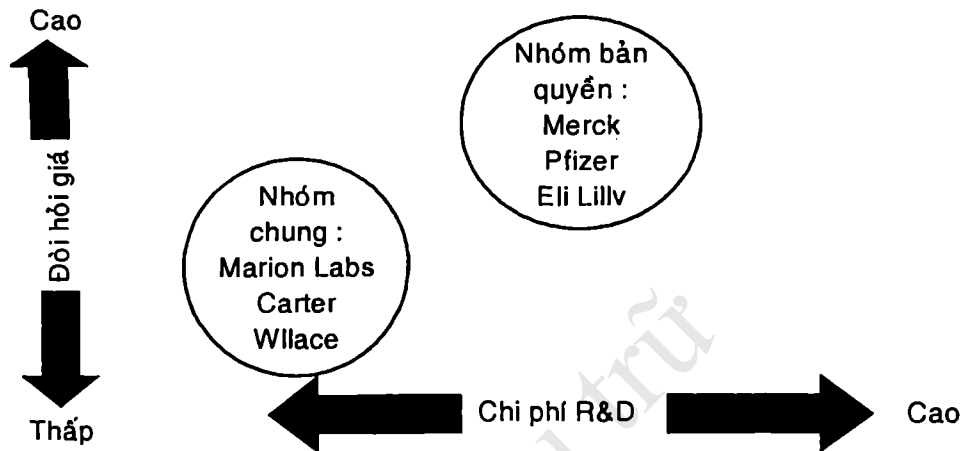 Cao
Đòi hỏi giá
Thấp
Nhóm bản
quyền :
Merck
Pfizer
Eli Lillv
Nhóm
chung :
Marion Labs
Carter
Wllace
Chi phí R&D
Cao
trữ